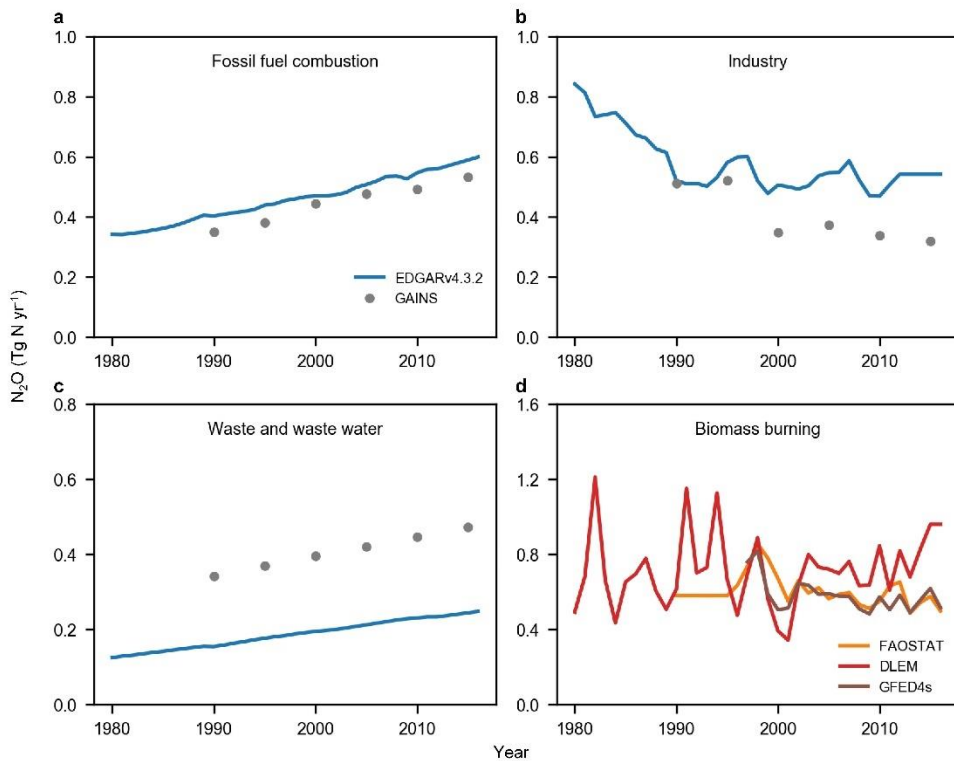 a
Fossil fuel combustion
1.0
0.8
0.6
0.4
0.2
0.0
1980 1990 2000 2010
EDGARv4.3.2
GAINS
b
Industry
1.0
0.8
0.6
0.4
0.2
0.0
1980 1990 2000 2010
N₂O (Tg N yr⁻¹)
c
Waste and waste water
0.8
0.6
0.4
0.2
0.0
1980 1990 2000 2010
d
Biomass burning
1.6
1.2
0.8
0.4
0.0
1980 1990 2000 2010
FAOSTAT
DLEM
GFED4s
Year